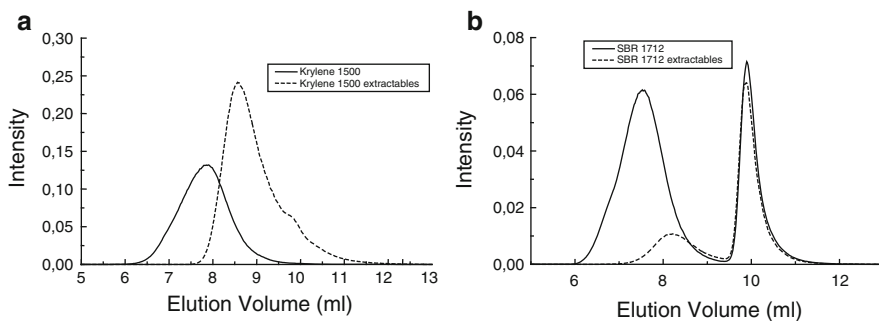 a
0,30
0,25
0,20
0,15
0,10
0,05
0,00
Intensity
Krylene 1500
Krylene 1500 extractables
5 6 7 8 9 10 11 12 13
Elution Volume (ml)
b
0,08
0,06
0,04
0,02
0,00
Intensity
SBR 1712
SBR 1712 extractables
6 8 10 12
Elution Volume (ml)